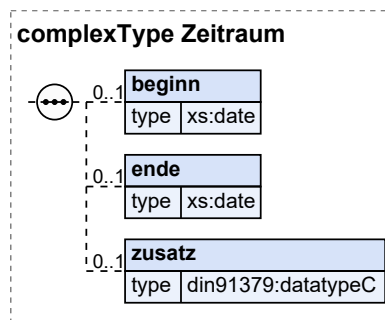 complexType Zeitraum
0..1 beginn
type xs:date
0..1 ende
type xs:date
0..1 zusatz
type din91379:datatypeC